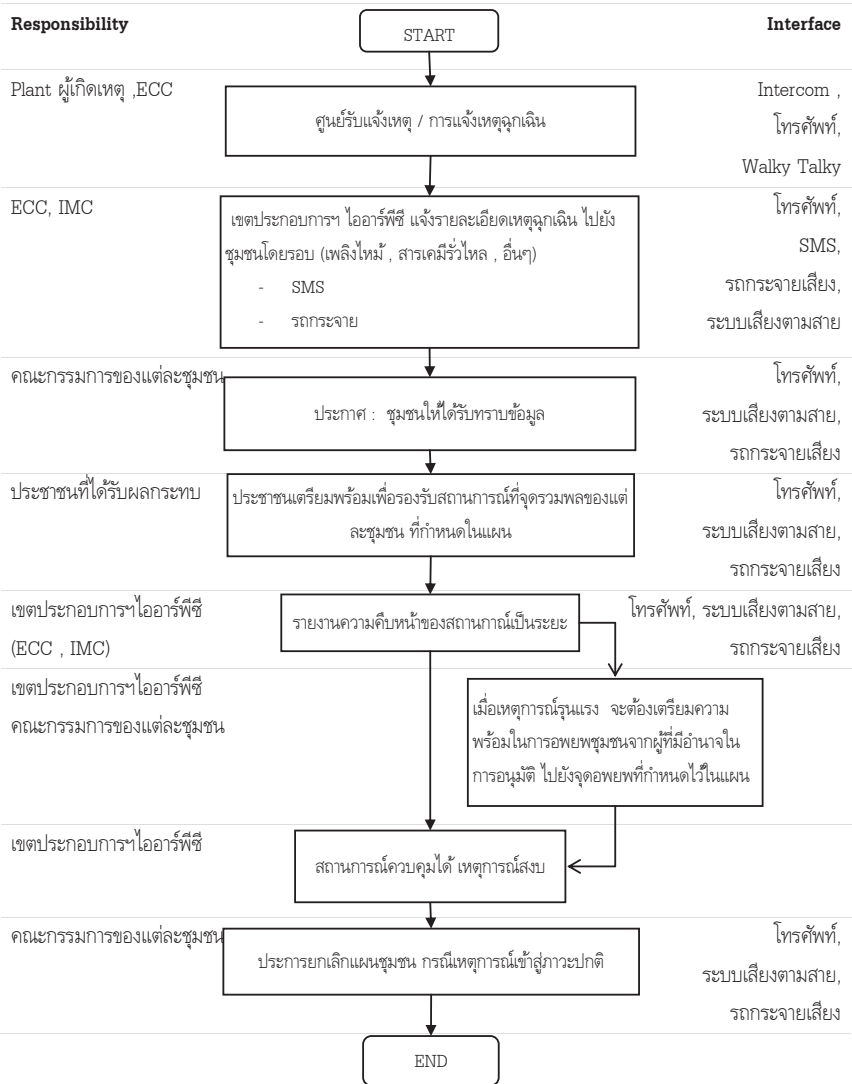 Responsibility
START
Interface
Plant ผู้เกิดเหตุ ,ECC
ศูนย์รับแจ้งเหตุ / การแจ้งเหตุฉุกเฉิน
Intercom ,
โทรศัพท์,
Walky Talky
ECC, IMC
เขตประกอบการฯ ไออาร์พีซี แจ้งรายละเอียดเหตุฉุกเฉิน ไปยัง
ชุมชนโดยรอบ (เพลิงไหม้ , สารเคมีรั่วไหล , อื่นๆ)
- SMS
- รถกระจาย
โทรศัพท์,
SMS,
รถกระจายเสียง,
ระบบเสียงตามสาย
คณะกรรมการของแต่ละชุมชน
ประกาศ : ชุมชนให้ได้รับทราบข้อมูล
โทรศัพท์,
ระบบเสียงตามสาย,
รถกระจายเสียง
ประชาชนที่ได้รับผลกระทบ
ประชาชนเตรียมพร้อมเพื่อรองรับสถานการณ์ที่จุดรวมพลของแต่
ละชุมชน ที่กำหนดในแผน
โทรศัพท์,
ระบบเสียงตามสาย,
รถกระจายเสียง
เขตประกอบการฯไออาร์พีซี
(ECC , IMC)
รายงานความคืบหน้าของสถานกาณ์เป็นระยะ
โทรศัพท์, ระบบเสียงตามสาย,
รถกระจายเสียง
เขตประกอบการฯไออาร์พีซี
คณะกรรมการของแต่ละชุมชน
เมื่อเหตุการณ์รุนแรง จะต้องเตรียมความ
พร้อมในการอพยพชุมชนจากผู้ที่มีอำนาจใน
การอนุมัติ ไปยังจุดอพยพที่กำหนดไว้ในแผน
เขตประกอบการฯไออาร์พีซี
สถานการณ์ควบคุมได้ เหตุการณ์สงบ
คณะกรรมการของแต่ละชุมชน
ประการยกเลิกแผนชุมชน กรณีเหตุการณ์เข้าสู่ภาวะปกติ
โทรศัพท์,
ระบบเสียงตามสาย,
รถกระจายเสียง
END